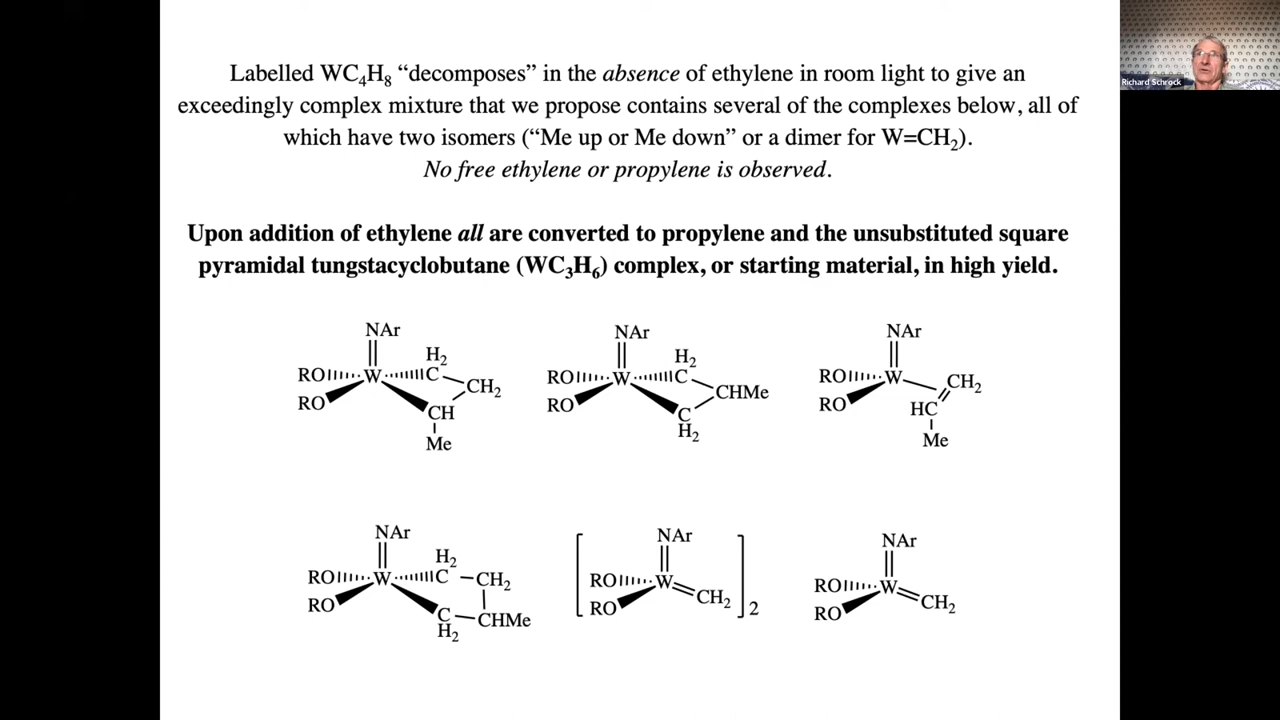 Labelled WC₄H₈ “decomposes” in the absence of ethylene in room light to give an
exceedingly complex mixture that we propose contains several of the complexes below, all of
which have two isomers (“Me up or Me down” or a dimer for W=CH₂).
No free ethylene or propylene is observed.
Upon addition of ethylene all are converted to propylene and the unsubstituted square
pyramidal tungstacyclobutane (WC₃H₆) complex, or starting material, in high yield.
NAr
H₂
RO W C
CH₂
RO
CH
Me
NAr
H₂
RO W C
CHMe
RO
C
H₂
NAr
RO W CH₂
RO HC
Me
NAr
H₂
RO W C CH₂
RO
C CHMe
H₂
NAr
RO W
RO CH₂
2
NAr
RO W
RO CH₂
Richard Schrock